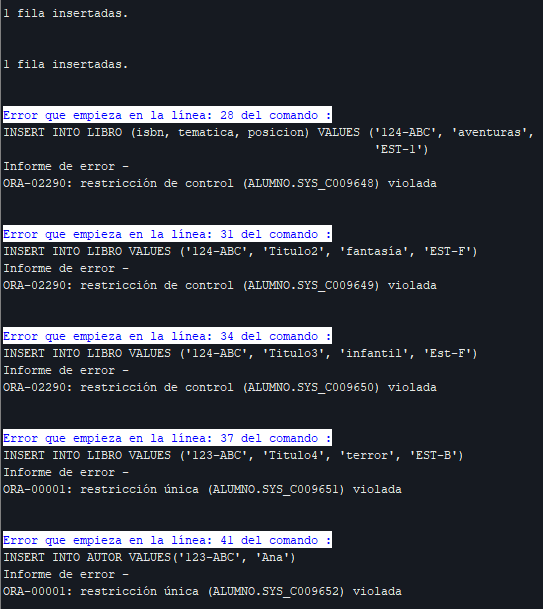 1 fila insertadas.
1 fila insertadas.
Error que empieza en la línea: 28 del comando :
INSERT INTO LIBRO (isbn, tematica, posicion) VALUES ('124-ABC', 'aventuras',
'EST-1')
Informe de error -
ORA-02290: restricción de control (ALUMNO.SYS_C009648) violada
Error que empieza en la línea: 31 del comando :
INSERT INTO LIBRO VALUES ('124-ABC', 'Titulo2', 'fantasía', 'EST-F')
Informe de error -
ORA-02290: restricción de control (ALUMNO.SYS_C009649) violada
Error que empieza en la línea: 34 del comando :
INSERT INTO LIBRO VALUES ('124-ABC', 'Titulo3', 'infantil', 'Est-F')
Informe de error -
ORA-02290: restricción de control (ALUMNO.SYS_C009650) violada
Error que empieza en la línea: 37 del comando :
INSERT INTO LIBRO VALUES ('123-ABC', 'Titulo4', 'terror', 'EST-B')
Informe de error -
ORA-00001: restricción única (ALUMNO.SYS_C009651) violada
Error que empieza en la línea: 41 del comando :
INSERT INTO AUTOR VALUES('123-ABC', 'Ana')
Informe de error -
ORA-00001: restricción única (ALUMNO.SYS_C009652) violada